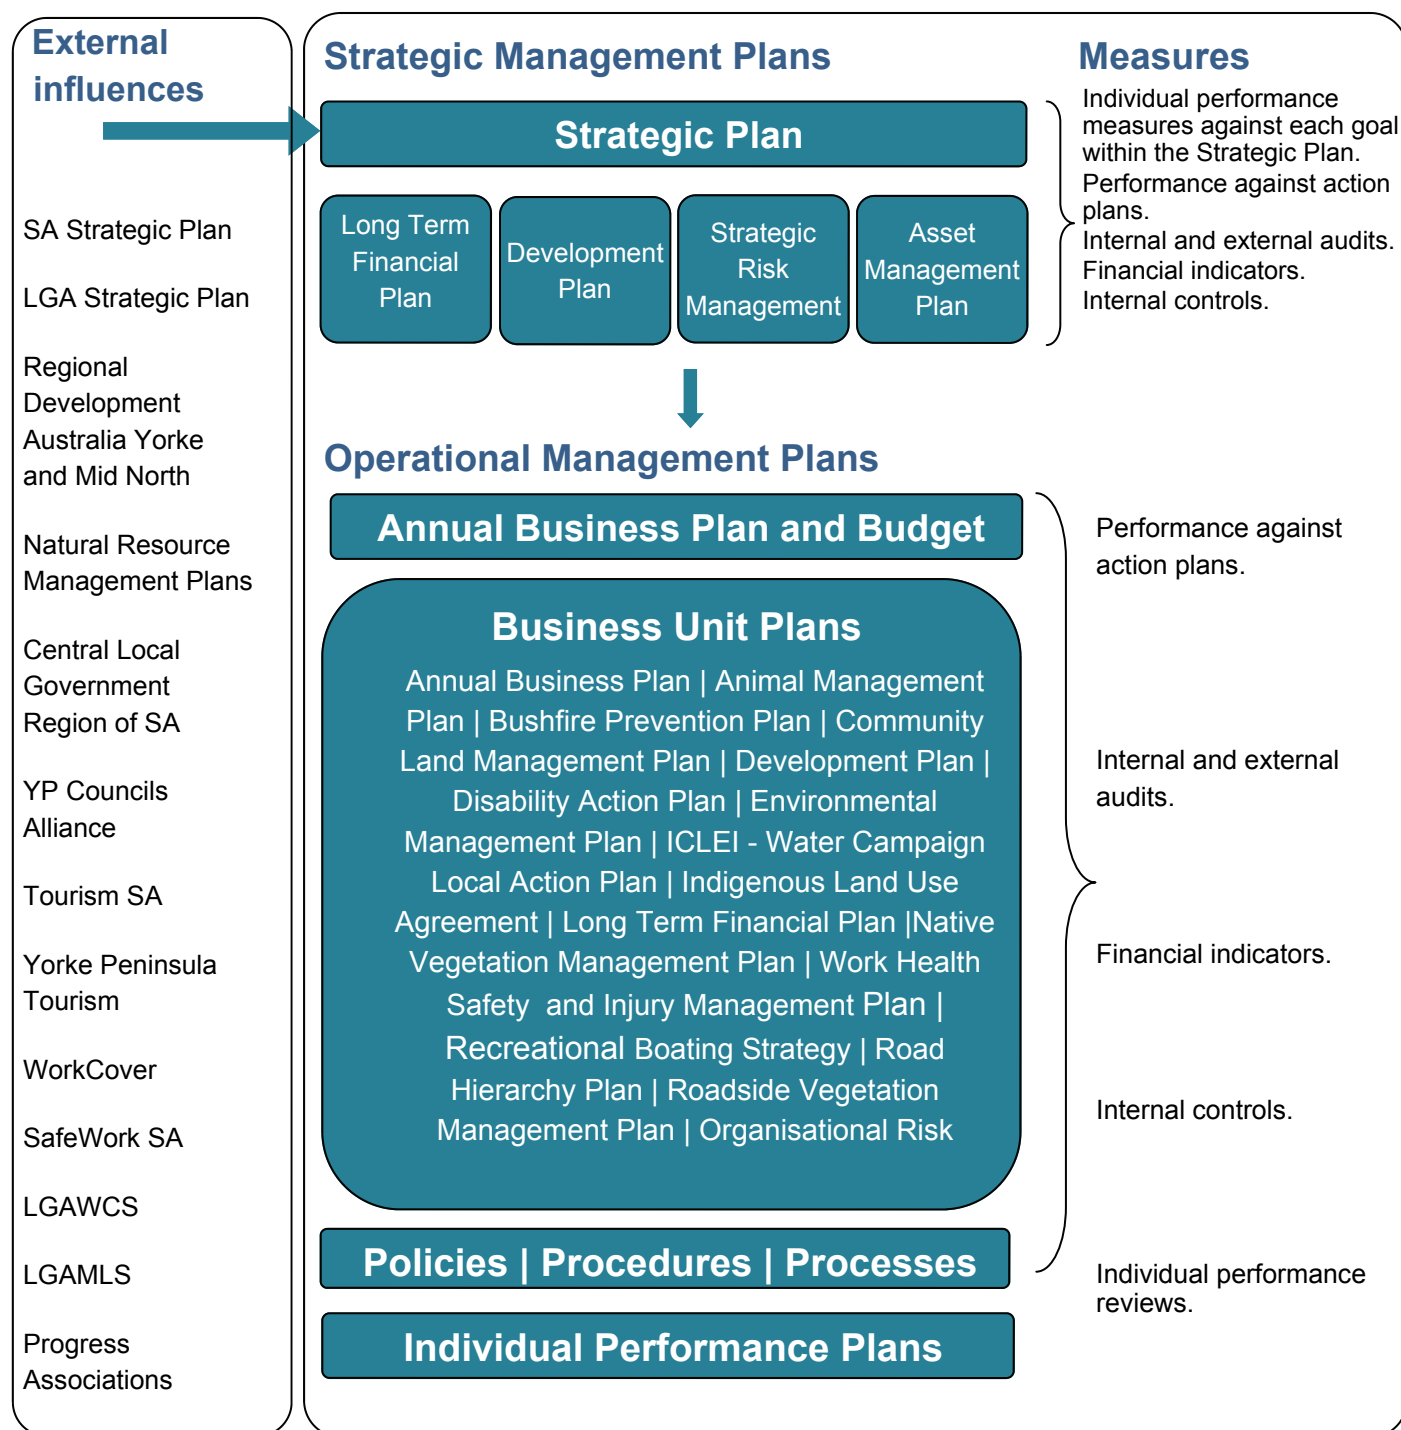 External
influences
SA Strategic Plan
LGA Strategic Plan
Regional
Development
Australia Yorke
and Mid North
Natural Resource
Management Plans
Central Local
Government
Region of SA
YP Councils
Alliance
Tourism SA
Yorke Peninsula
Tourism
WorkCover
SafeWork SA
LGAWCS
LGAMLS
Progress
Associations
Strategic Management Plans
Strategic Plan
Long Term
Financial
Plan
Development
Plan
Strategic
Risk
Management
Asset
Management
Plan
Measures
Individual performance
measures against each goal
within the Strategic Plan.
Performance against action
plans.
Internal and external audits.
Financial indicators.
Internal controls.
Operational Management Plans
Annual Business Plan and Budget
Business Unit Plans
Annual Business Plan | Animal Management
Plan | Bushfire Prevention Plan | Community
Land Management Plan | Development Plan |
Disability Action Plan | Environmental
Management Plan | ICLEI - Water Campaign
Local Action Plan | Indigenous Land Use
Agreement | Long Term Financial Plan |Native
Vegetation Management Plan | Work Health
Safety  and Injury Management Plan |
Recreational Boating Strategy | Road
Hierarchy Plan | Roadside Vegetation
Management Plan | Organisational Risk
Policies | Procedures | Processes
Individual Performance Plans
Performance against
action plans.
Internal and external
audits.
Financial indicators.
Internal controls.
Individual performance
reviews.